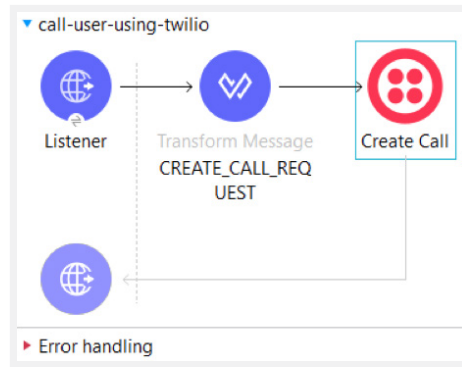 call-user-using-twilio
Listener
Transform Message
Create Call
CREATE_CALL_REQ
UEST
Error handling